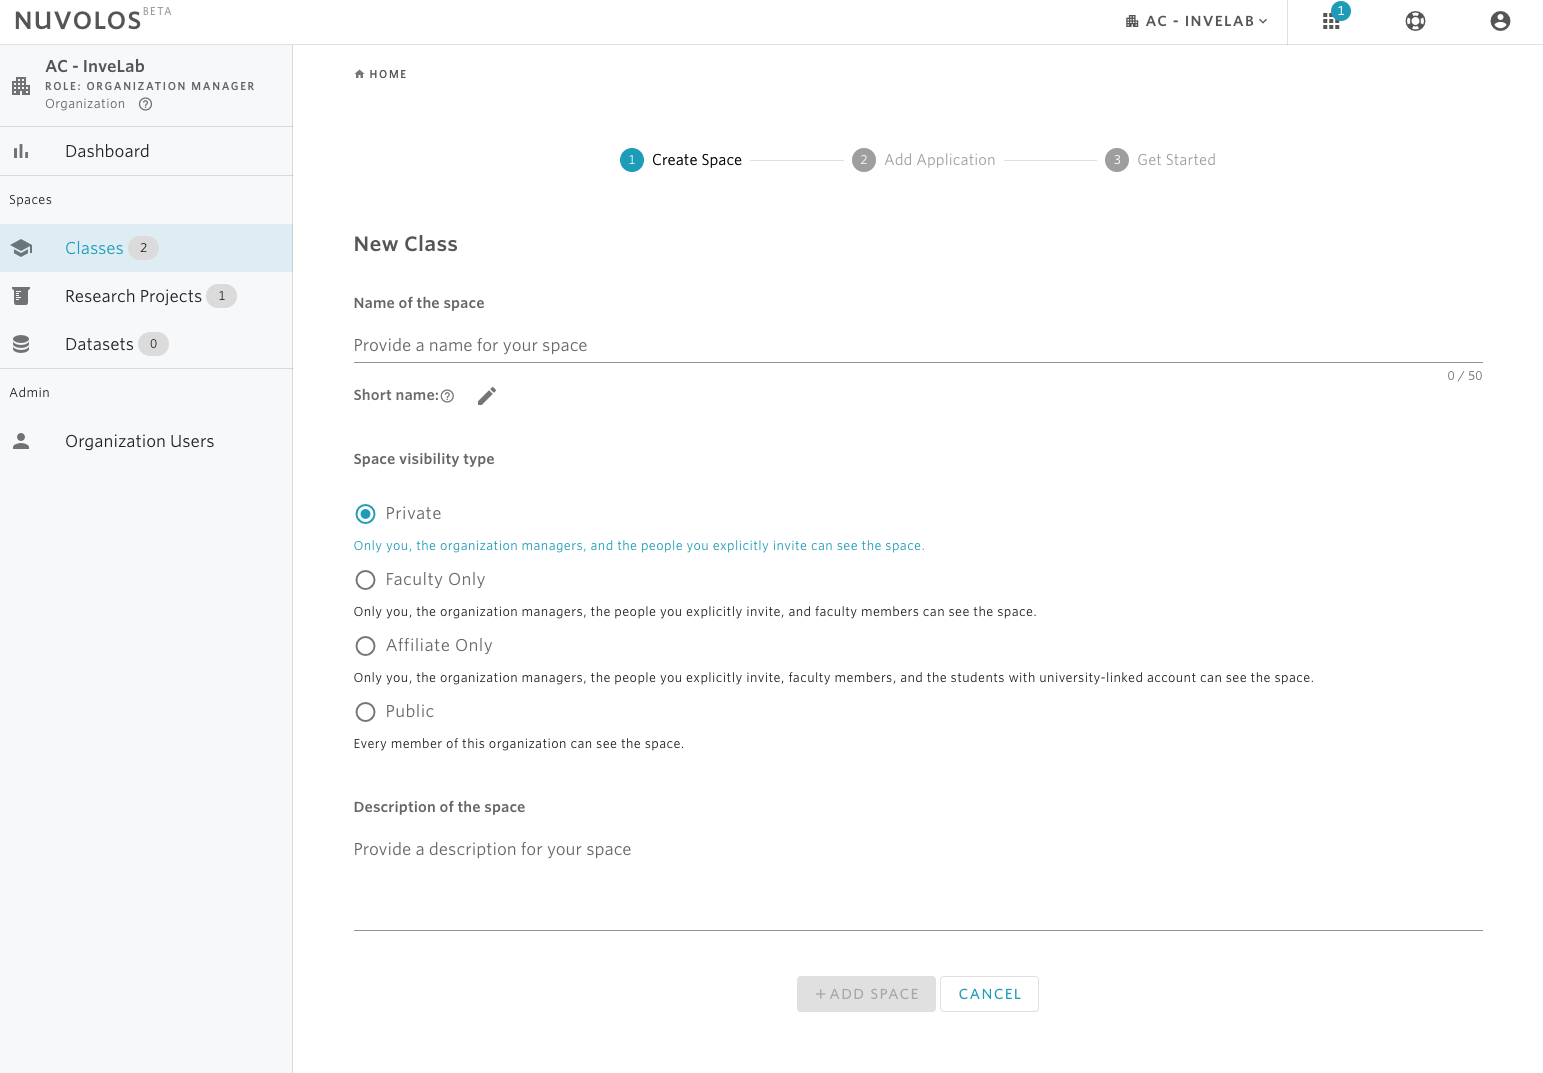 NUVOLOS BETA
AC - INVELAB
1
AC - InveLab
ROLE: ORGANIZATION MANAGER
Organization
Dashboard
Spaces
Classes 2
Research Projects 1
Datasets 0
Admin
Organization Users
HOME
1 Create Space
2 Add Application
3 Get Started
New Class
Name of the space
Provide a name for your space
0 / 50
Short name:
Space visibility type
Private
Only you, the organization managers, and the people you explicitly invite can see the space.
Faculty Only
Only you, the organization managers, the people you explicitly invite, and faculty members can see the space.
Affiliate Only
Only you, the organization managers, the people you explicitly invite, faculty members, and the students with university-linked account can see the space.
Public
Every member of this organization can see the space.
Description of the space
Provide a description for your space
+ ADD SPACE
CANCEL